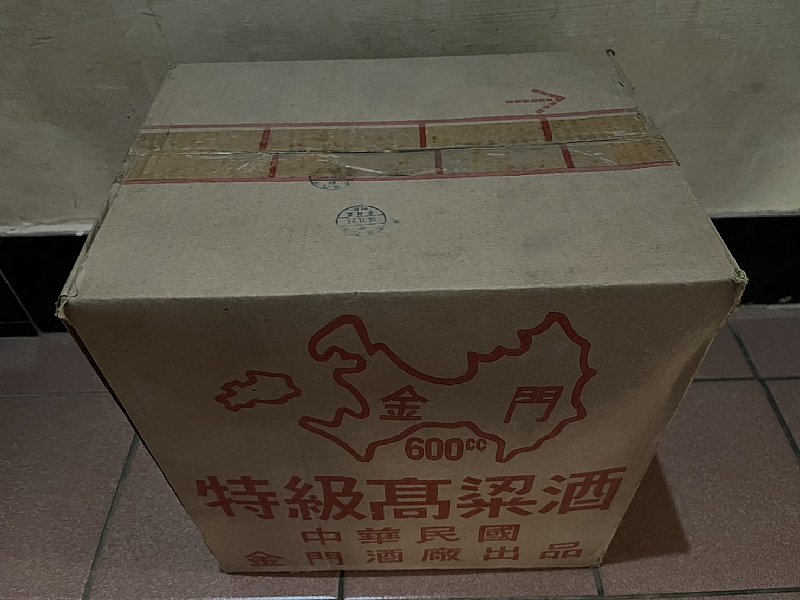 金門
600cc
特級高粱酒
中華民國
金門酒廠出品